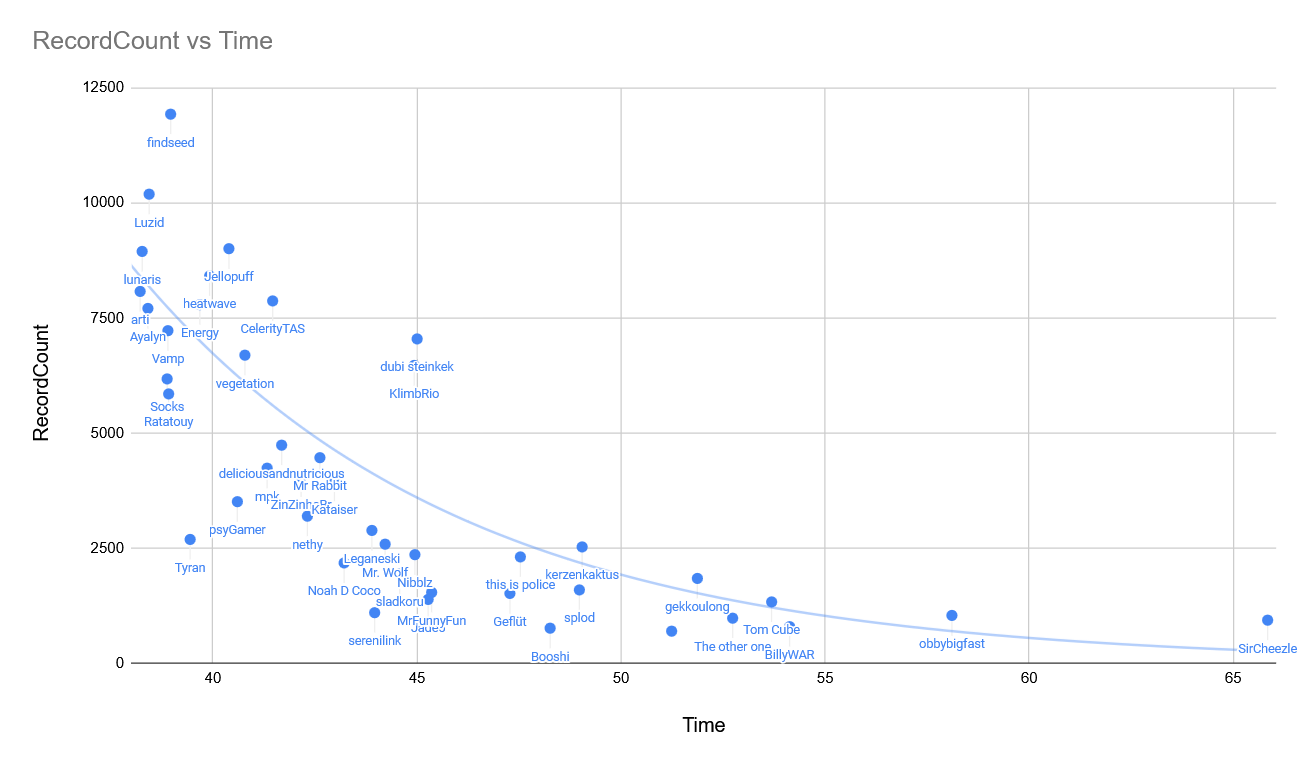 RecordCount vs Time
12500
findseed
10000
Luzid
lunaris
Jellopuff
heatwave
7500
arti
CelerityTAS
Energy
Ayalyn
Vamp
dubi steinkek
vegetation
KlimbRio
Socks
Ratatouy
RecordCount
5000
deliciousandnutricious
Mr Rabbit
mpk
Kataiser
psyGamer
nethy
2500
Leganeski
Tyran
Mr. Wolf
kerzenkaktus
Nibblz
this is police
Noah D Coco
sladkoru
gekkoulong
splod
MrFunnyFun
Geflüt
Tom Cube
serenilink
obbybigfast
The other one
SirCheezle
BillyWAR
Booshi
0
40
45
50
55
60
65
Time